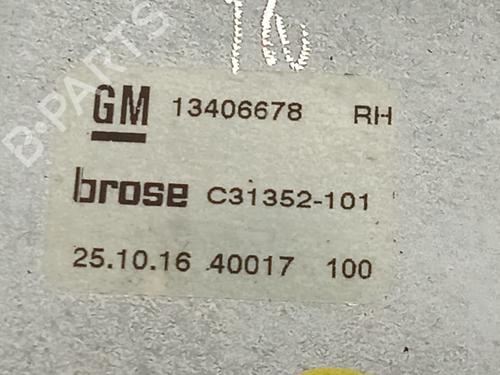 GM 13406678 RH
brose C31352-101
25.10.16 40017 100
B-PARTS